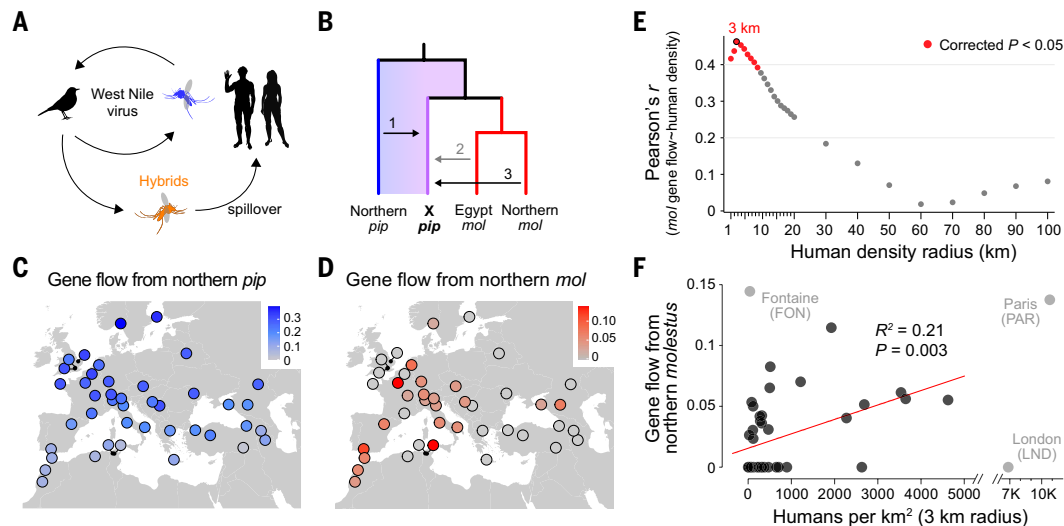 A
West Nile
virus
Hybrids
spillover
B
1
2
3
Northern
pip
X
pip
Egypt
mol
Northern
mol
C
Gene flow from northern pip
0.3
0.2
0.1
0
D
Gene flow from northern mol
0.10
0.05
0
E
3 km
Corrected P < 0.05
Pearson's r
(mol gene flow~human density)
0.4
0.3
0.2
0.1
0
1 10 20 30 40 50 60 70 80 90 100
Human density radius (km)
F
Gene flow from
northern molestus
0.15
0.10
0.05
0
Fontaine
(FON)
Paris
(PAR)
R² = 0.21
P = 0.003
London
(LND)
0 1000 2000 3000 4000 5000 7K 10K
Humans per km² (3 km radius)